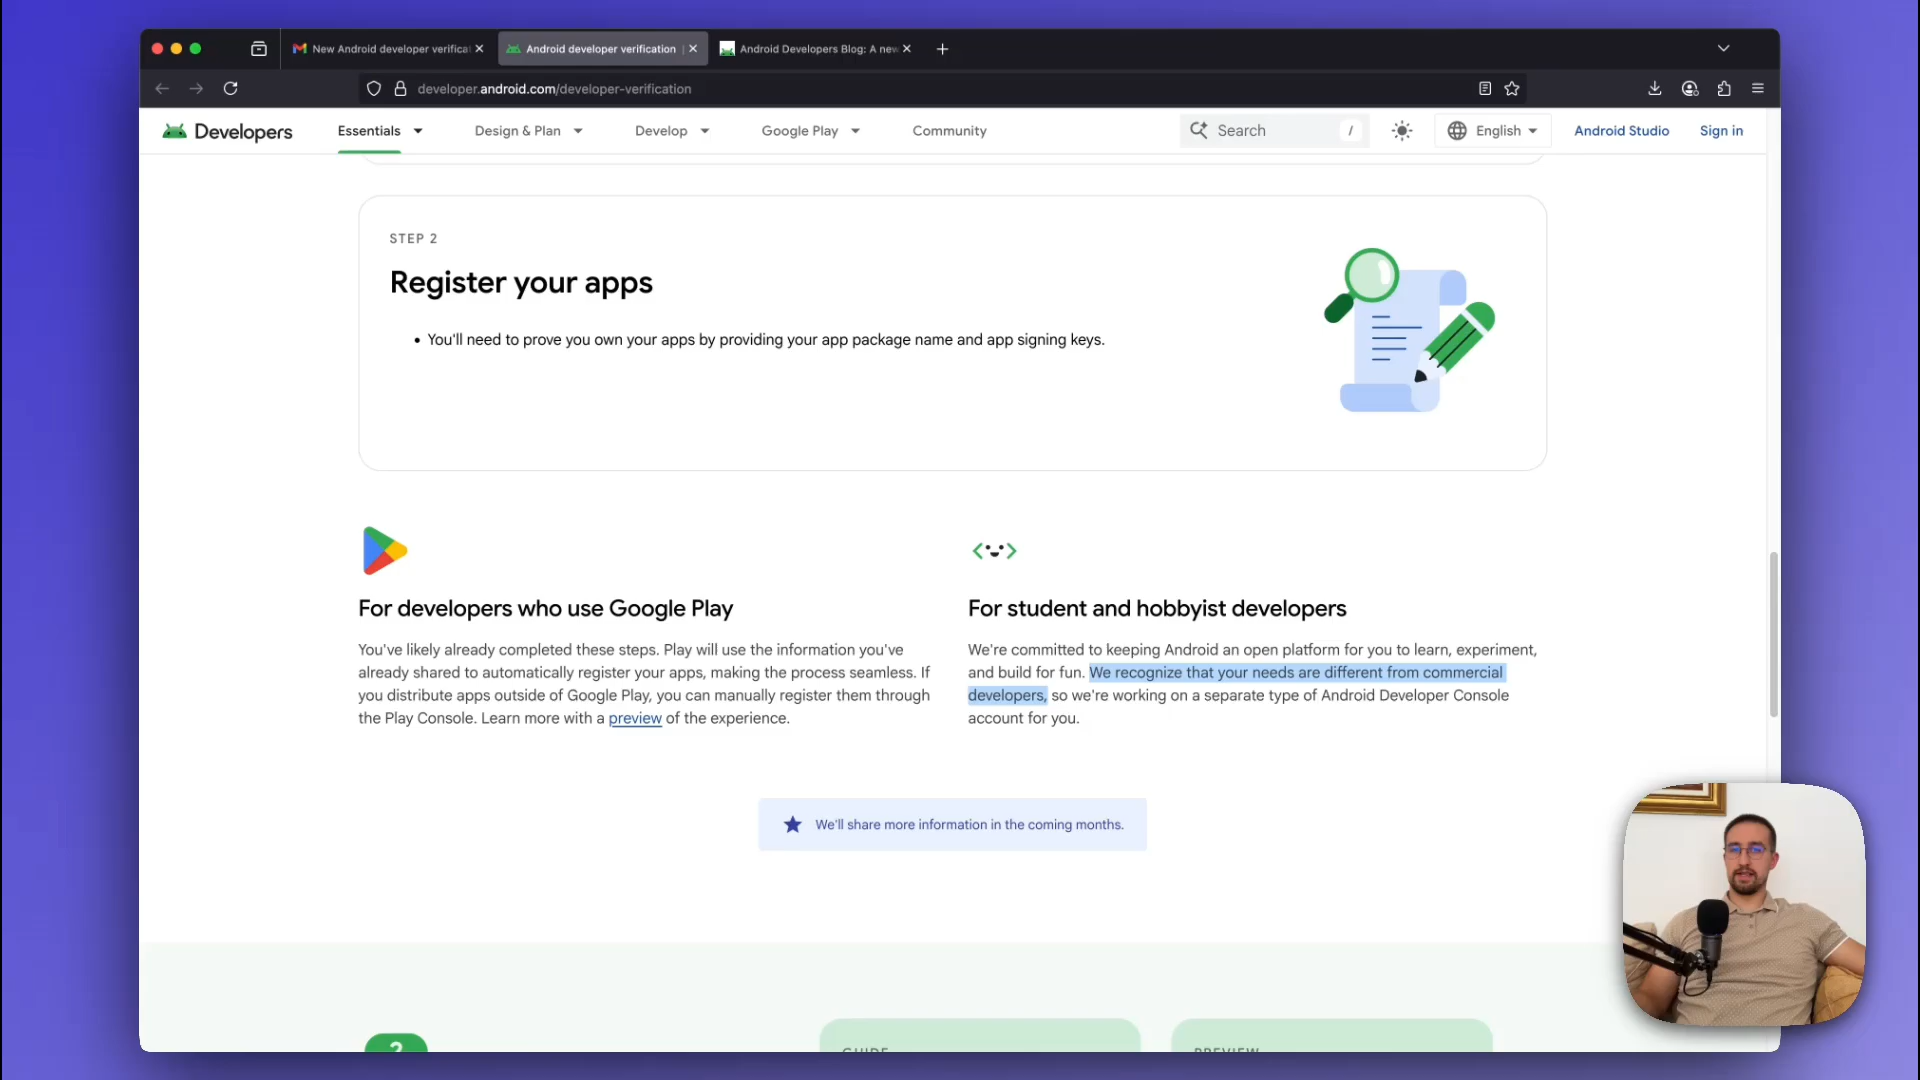 New Android developer verifica
Android developer verification
Android Developers Blog: A new
developer.android.com/developer-verification
Developers
Essentials
Design & Plan
Develop
Google Play
Community
Search
/
English
Android Studio
Sign in
STEP 2
Register your apps
• You'll need to prove you own your apps by providing your app package name and app signing keys.
For developers who use Google Play
You've likely already completed these steps. Play will use the information you've
already shared to automatically register your apps, making the process seamless. If
you distribute apps outside of Google Play, you can manually register them through
the Play Console. Learn more with a preview of the experience.
For student and hobbyist developers
We're committed to keeping Android an open platform for you to learn, experiment,
and build for fun. We recognize that your needs are different from commercial
developers, so we're working on a separate type of Android Developer Console
account for you.
We'll share more information in the coming months.
?
GUIDE
PREVIEW